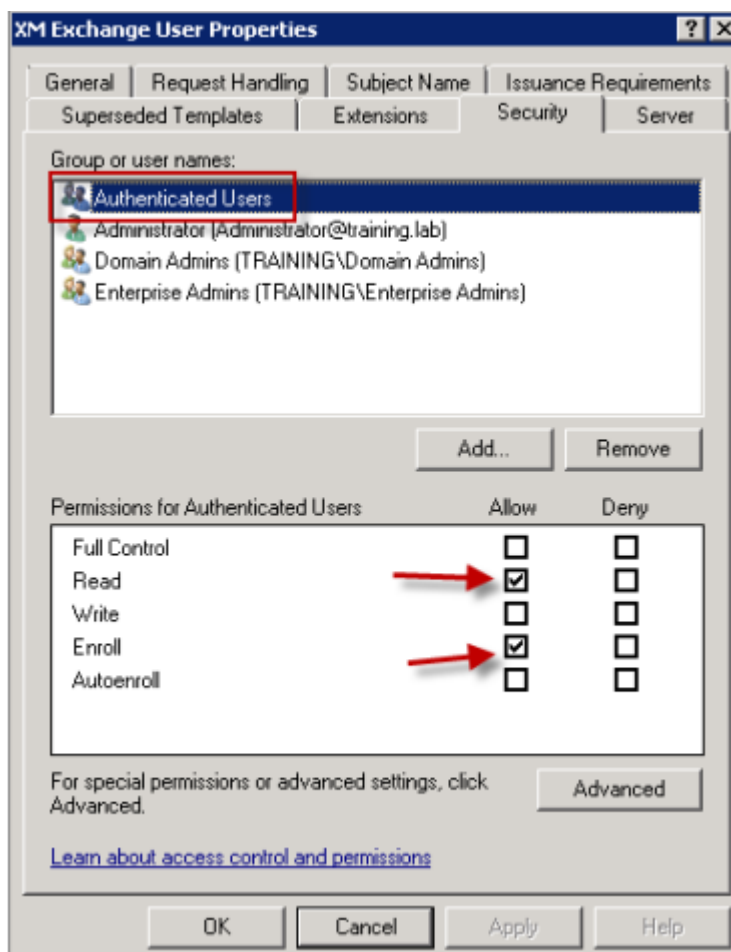 XM Exchange User Properties
General Request Handling Subject Name Issuance Requirements
Superseded Templates Extensions Security Server
Group or user names:
Authenticated Users
Administrator (Administrator@training.lab)
Domain Admins (TRAINING\Domain Admins)
Enterprise Admins (TRAINING\Enterprise Admins)
Add... Remove
Permissions for Authenticated Users Allow Deny
Full Control
Read
Write
Enroll
Autoenroll
For special permissions or advanced settings, click
Advanced.
Advanced
Learn about access control and permissions
OK Cancel Apply Help